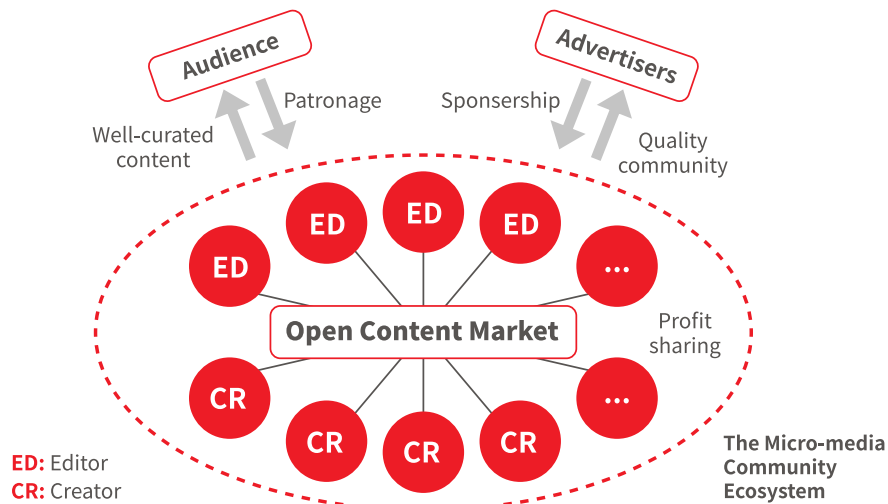 Audience
Advertisers
Patronage
Sponsership
Well-curated
content
Quality
community
ED
ED
ED
ED
...
Open Content Market
Profit
sharing
CR
CR
CR
CR
...
ED: Editor
CR: Creator
The Micro-media
Community
Ecosystem